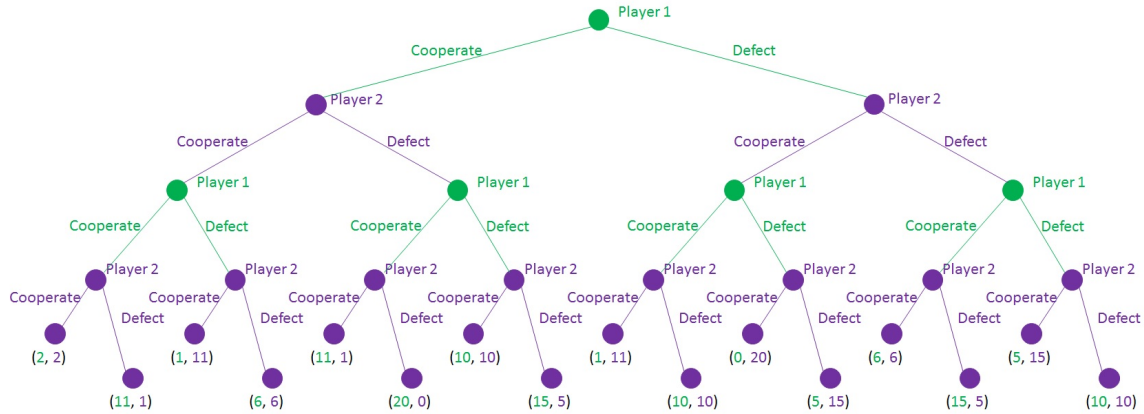 Player 1
Cooperate Defect
Player 2 Player 2
Cooperate Defect Cooperate Defect
Player 1 Player 1 Player 1 Player 1
Cooperate Defect Cooperate Defect Cooperate Defect Cooperate Defect
Player 2 Player 2 Player 2 Player 2 Player 2 Player 2 Player 2 Player 2
Cooperate Cooperate Cooperate Cooperate Cooperate Cooperate Cooperate Cooperate
Defect Defect Defect Defect Defect Defect Defect Defect
(2, 2) (1, 11) (11, 1) (10, 10) (1, 11) (0, 20) (6, 6) (5, 15)
(11, 1) (6, 6) (20, 0) (15, 5) (10, 10) (5, 15) (15, 5) (10, 10)